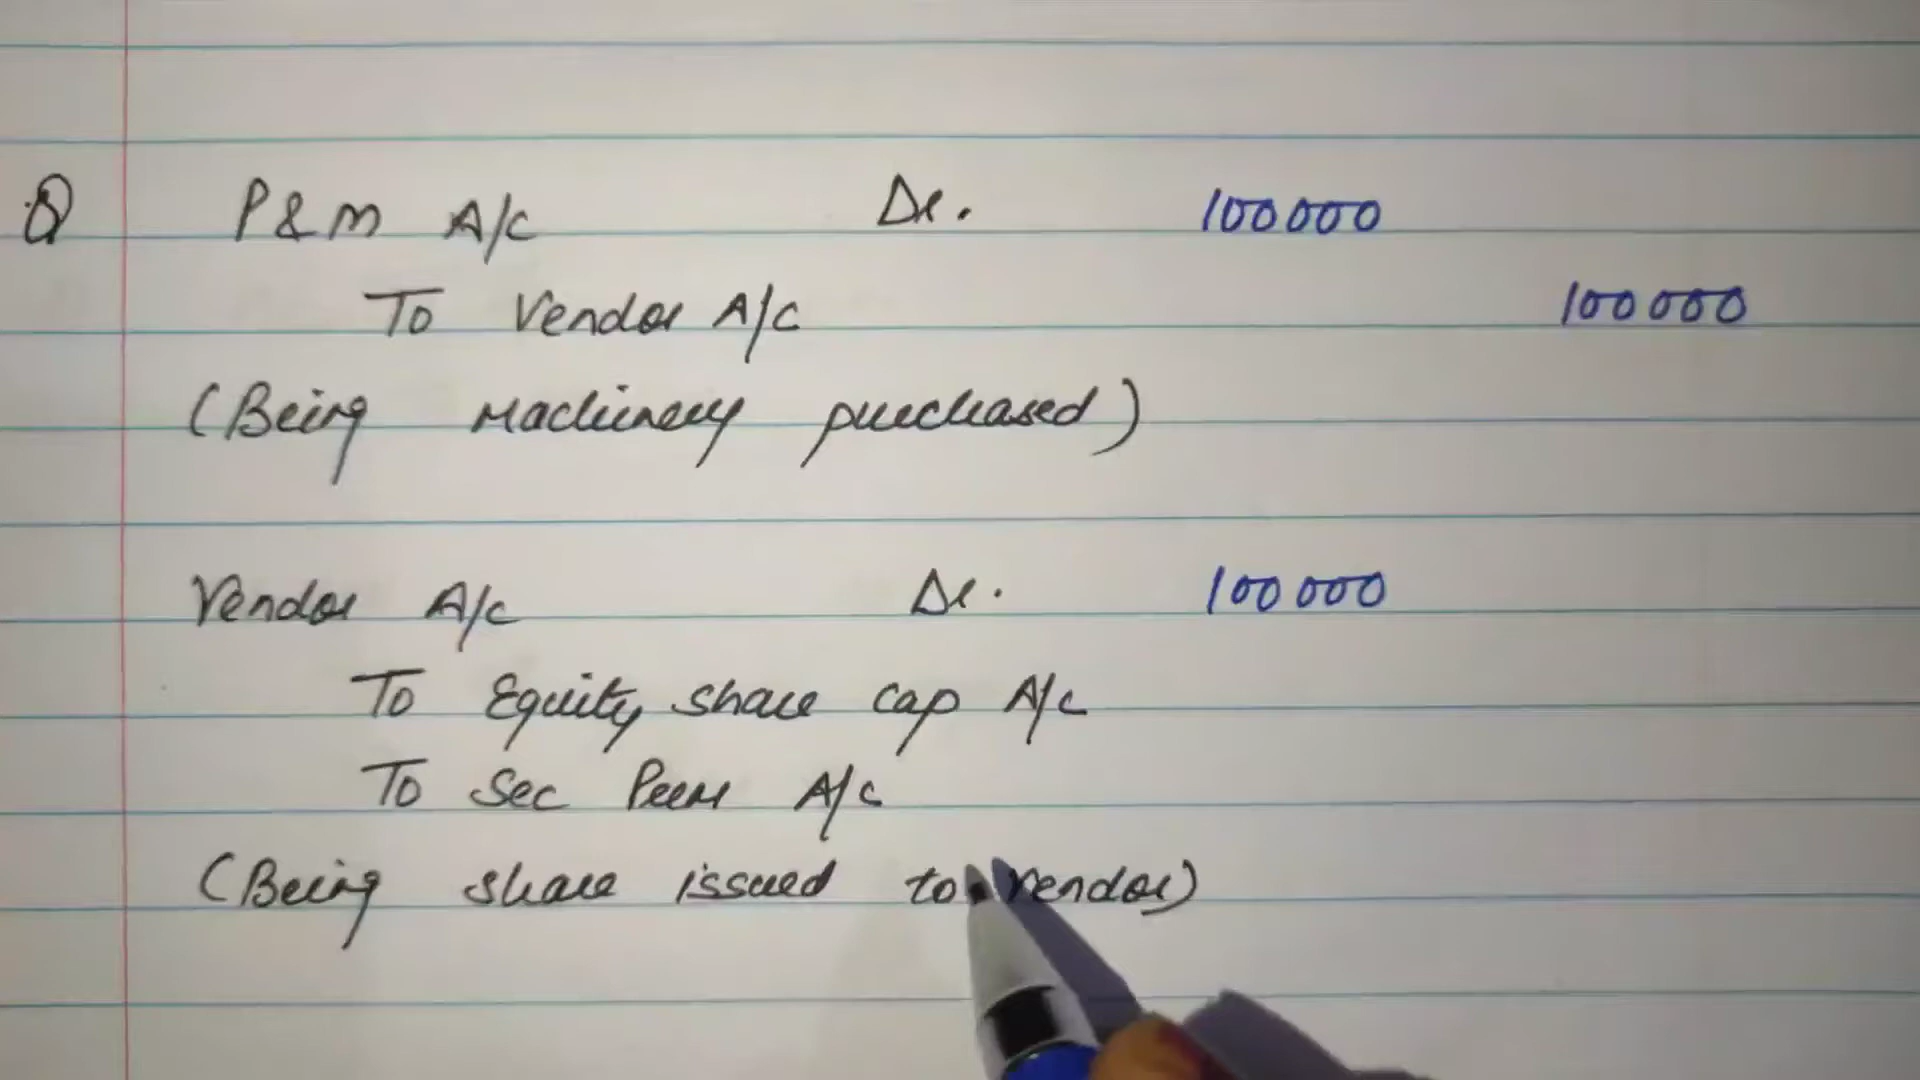 Q P & M A/C Dr. 100000
To Vendor A/C 100000
(Being Machinery purchased)
Vendor A/C Dr. 100000
To Equity share cap A/C
To Sec Prem A/C
(Being share issued to vendor)